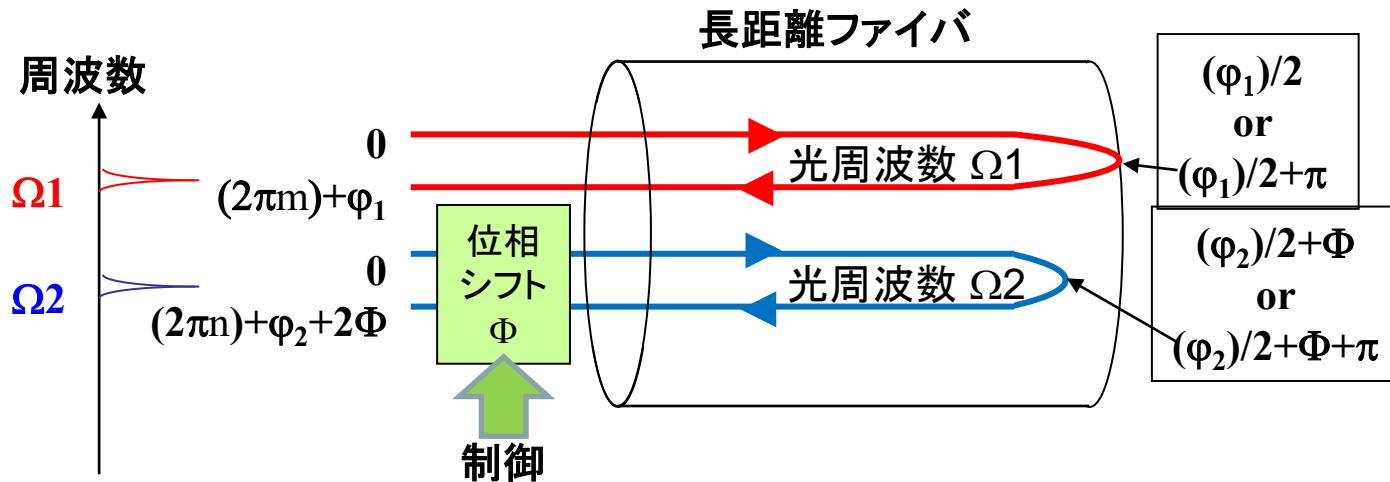 長距離ファイバ
周波数
Ω1
Ω2
0
(2πm)+φ₁
0
(2πn)+φ₂+2Φ
位相
シフト
Φ
制御
光周波数 Ω1
光周波数 Ω2
(φ₁)/2
or
(φ₁)/2+π
(φ₂)/2+Φ
or
(φ₂)/2+Φ+π